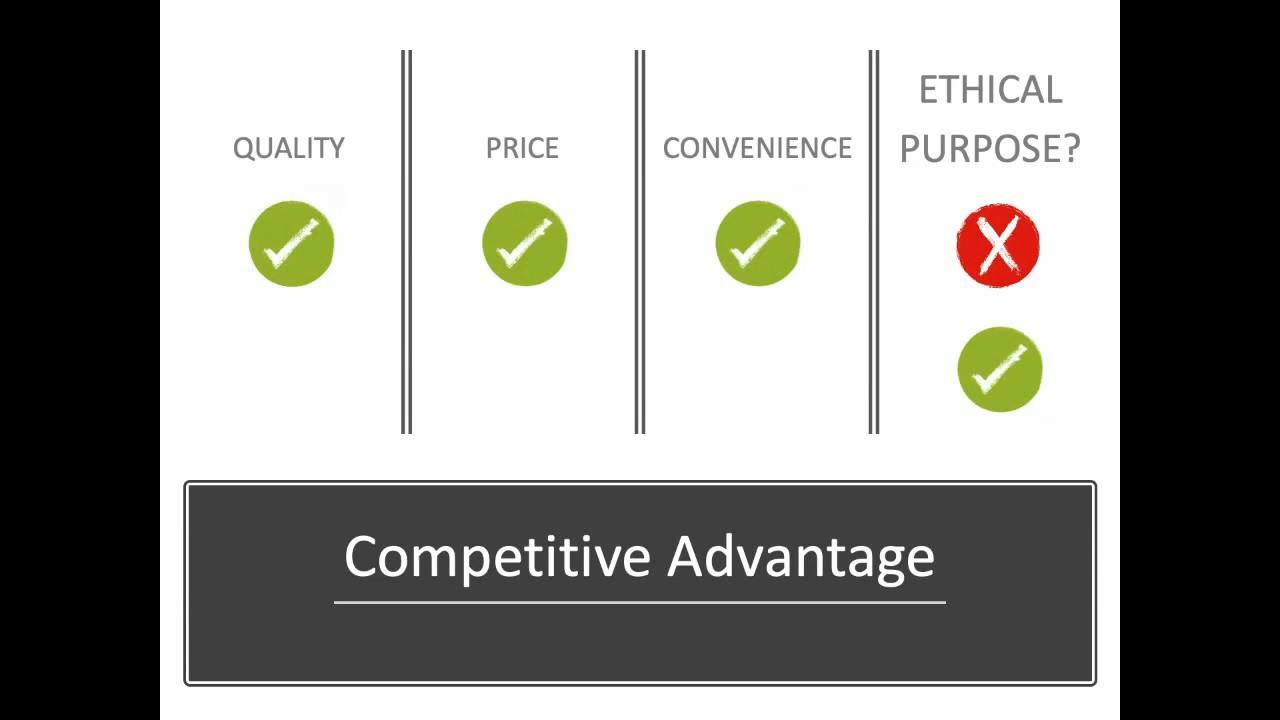 QUALITY
PRICE
CONVENIENCE
ETHICAL
PURPOSE?
Competitive Advantage